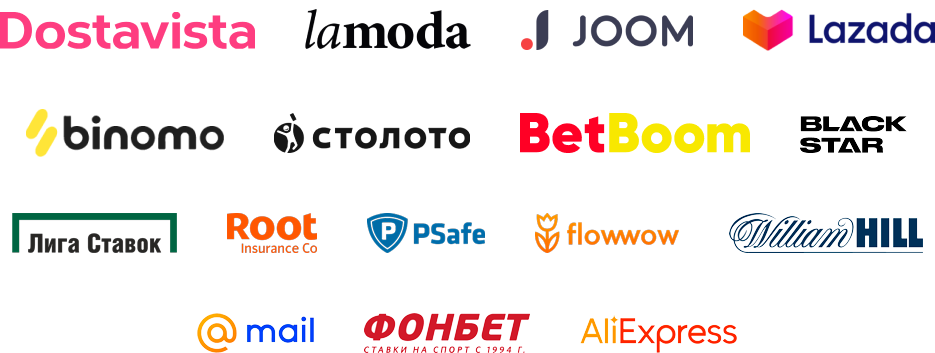 Dostavista
lamoda
JOOM
Lazada
binomo
столото
BetBoom
BLACK
STAR
Лига Ставок
Root
Insurance Co
PSafe
flowwow
William HILL
@mail
ФОНБЕТ
СТАВКИ НА СПОРТ С 1994 Г.
AliExpress